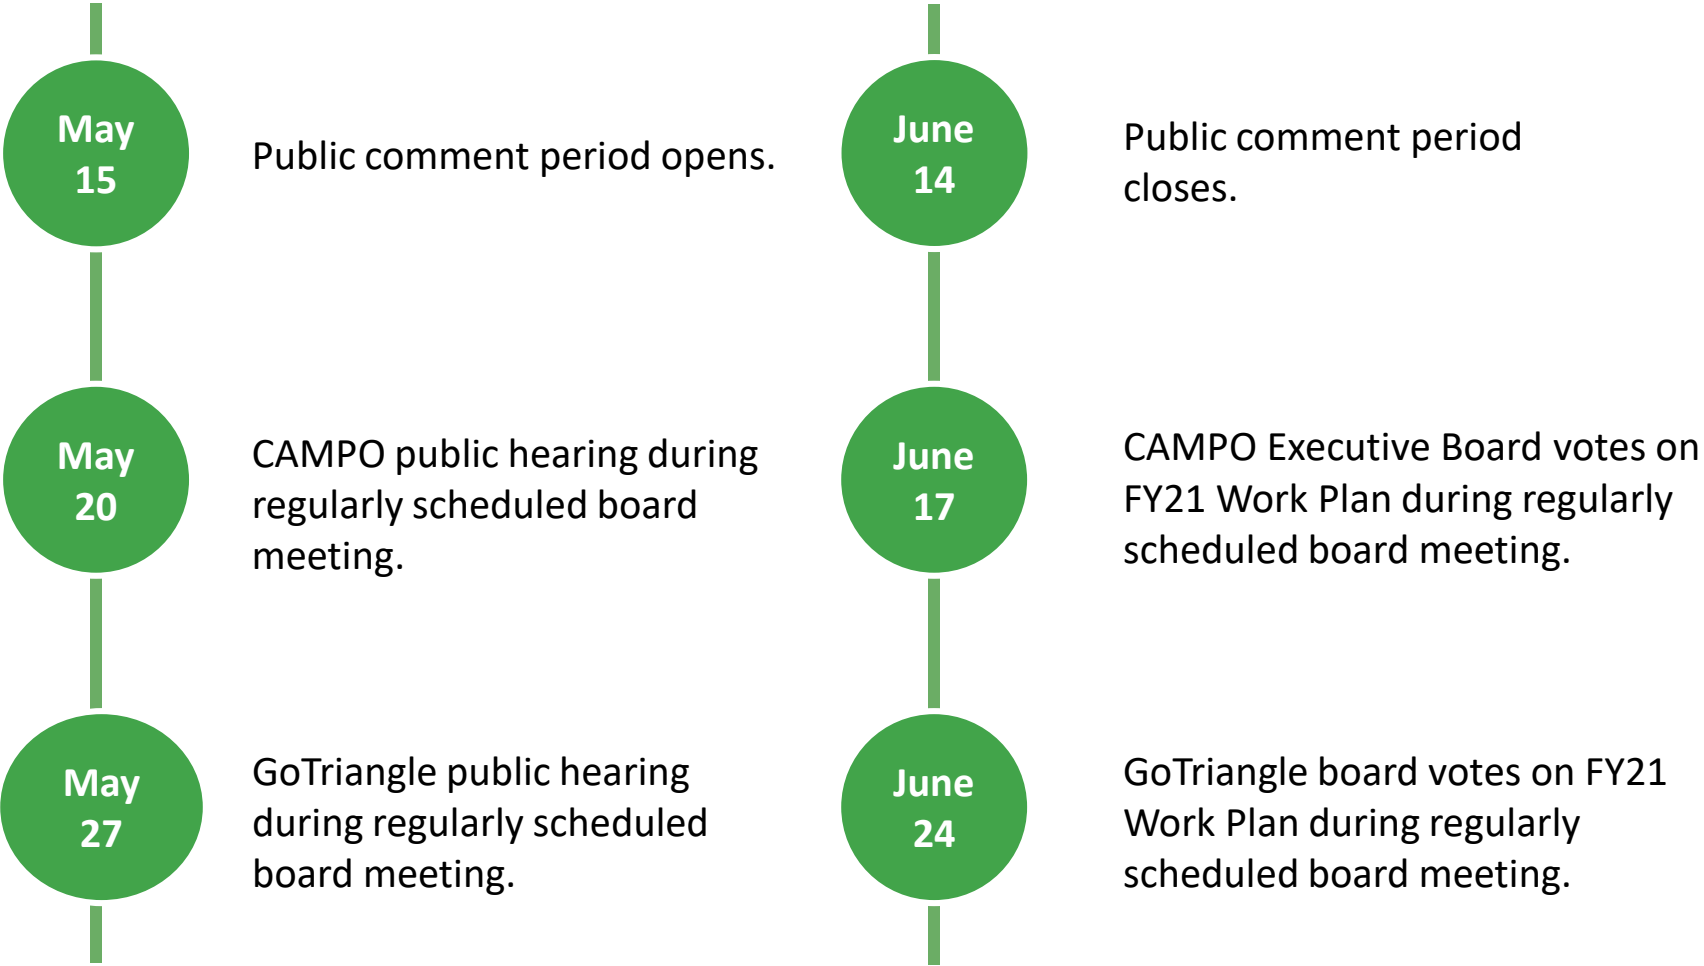 May
15
Public comment period opens.
May
20
CAMPO public hearing during
regularly scheduled board
meeting.
May
27
GoTriangle public hearing
during regularly scheduled
board meeting.
June
14
Public comment period
closes.
June
17
CAMPO Executive Board votes on
FY21 Work Plan during regularly
scheduled board meeting.
June
24
GoTriangle board votes on FY21
Work Plan during regularly
scheduled board meeting.